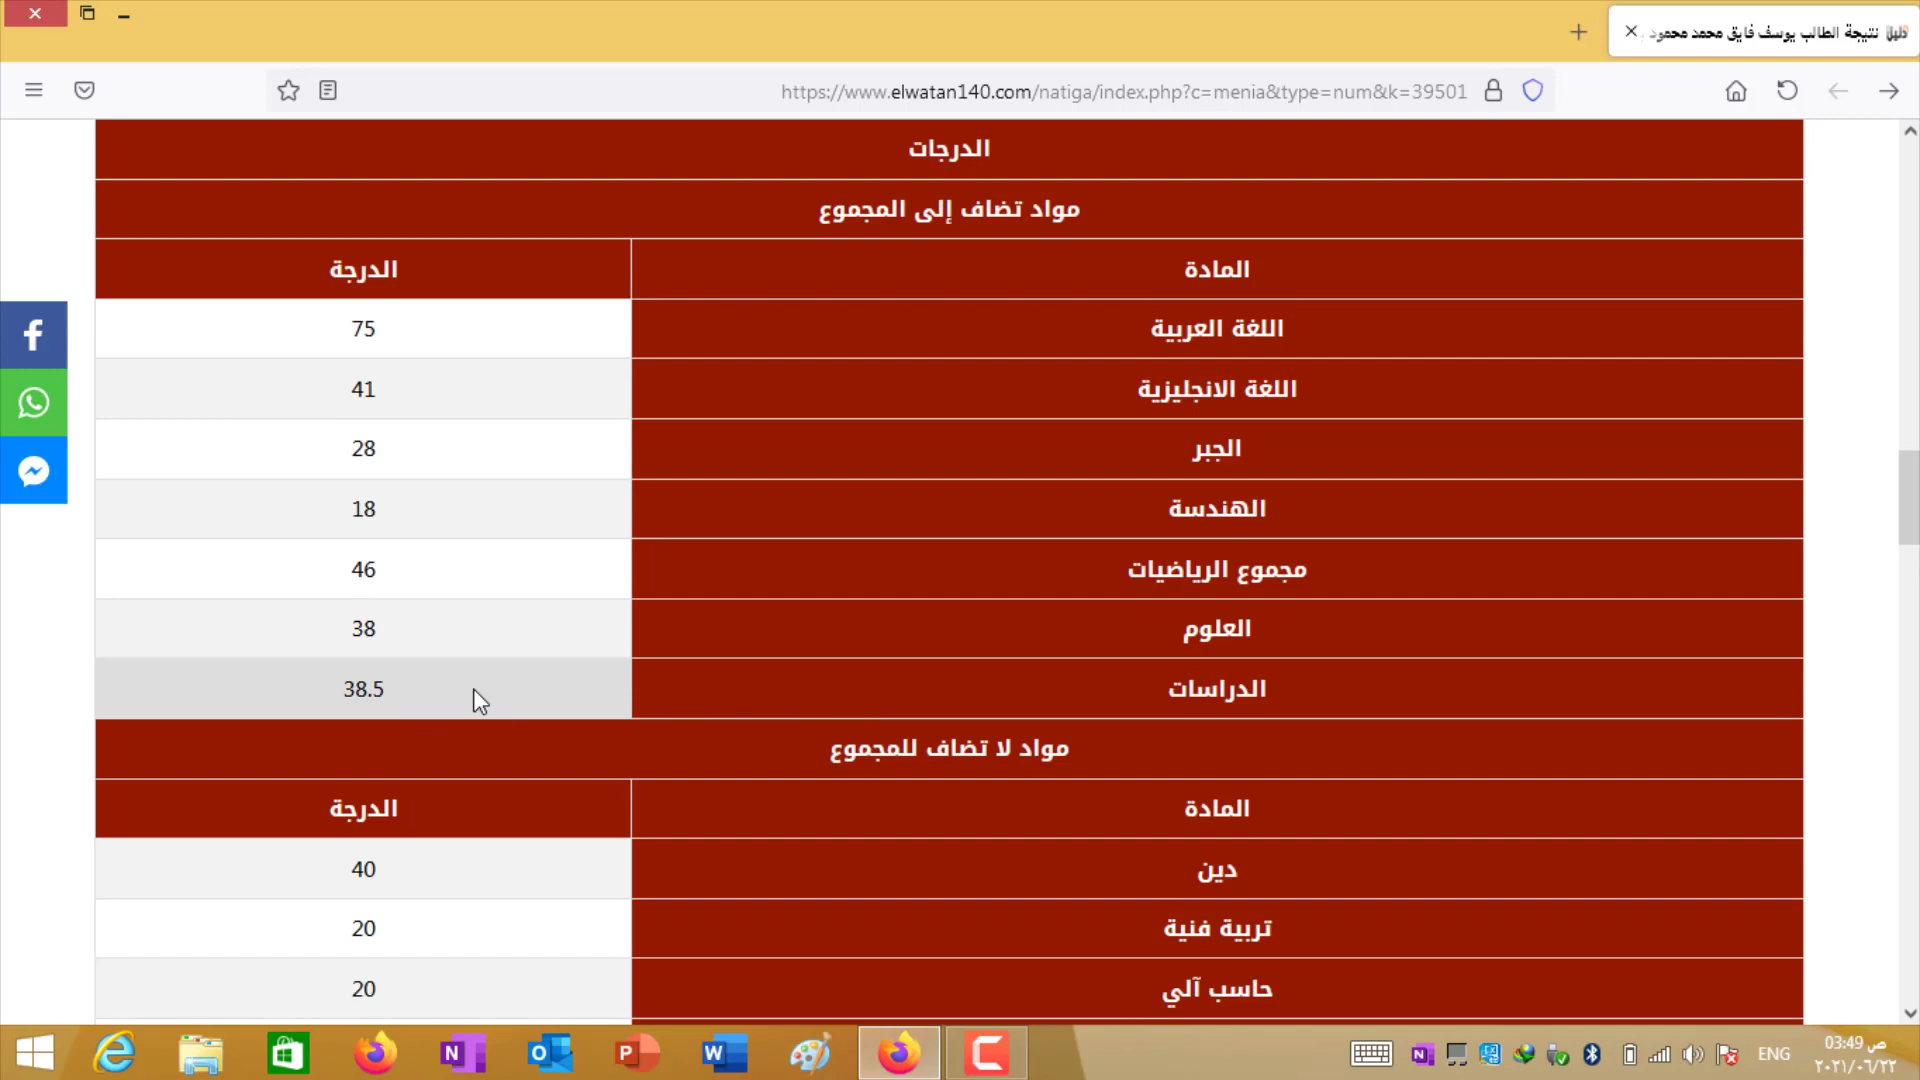 دليل نتيجة الطالب يوسف فايق محمد محمود
https://www.elwatan140.com/natiga/index.php?c=menia&type=num&k=39501
الدرجات
مواد تضاف إلى المجموع
المادة الدرجة
اللغة العربية 75
اللغة الانجليزية 41
الجبر 28
الهندسة 18
مجموع الرياضيات 46
العلوم 38
الدراسات 38.5
مواد لا تضاف للمجموع
المادة الدرجة
دين 40
تربية فنية 20
حاسب آلي 20
ENG
03:49 ص
٢٠٢١/٠٦/٢٢